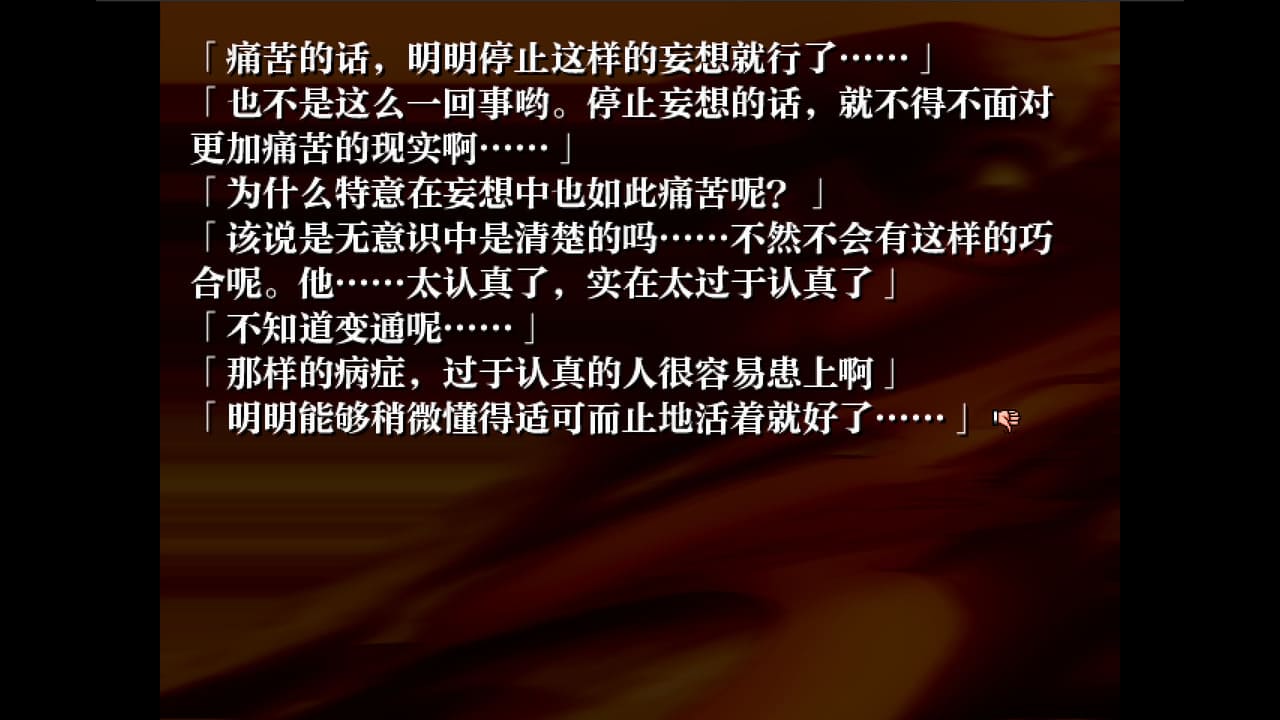 「痛苦的话，明明停止这样的妄想就行了……」
「也不是这么一回事哟。停止妄想的话，就不得不面对
更加痛苦的现实啊……」
「为什么特意在妄想中也如此痛苦呢？」
「该说是无意识中是清楚的吗……不然不会有这样的巧
合呢。他……太认真了，实在太过于认真了」
「不知道变通呢……」
「那样的病症，过于认真的人很容易患上啊」
「明明能够稍微懂得适可而止地活着就好了……」